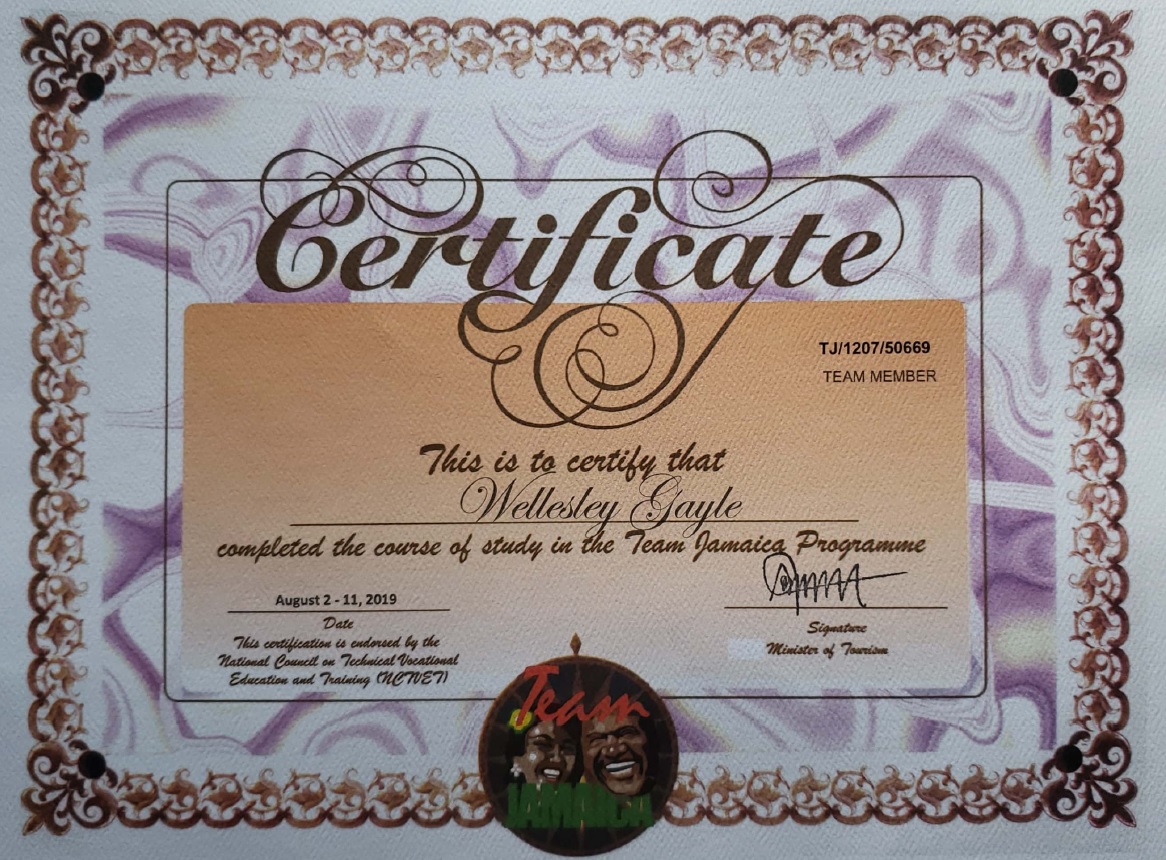 Certificate
TJ/1207/50669
TEAM MEMBER
This is to certify that
Wellesley Gayle
completed the course of study in the Team Jamaica Programme
August 2 - 11, 2019
Date
This certification is endorsed by the
National Council on Technical Vocational
Education and Training (NCTVET)
Signature
Minister of Tourism
Team
JAMAICA